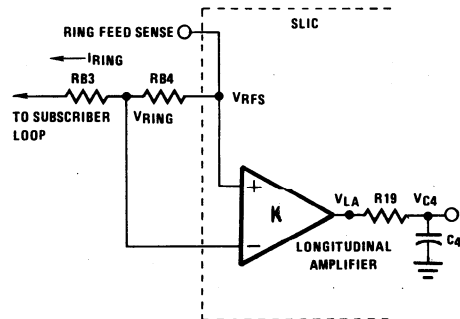 RING FEED SENSE
SLIC
IRING
RB3
RB4
TO SUBSCRIBER
LOOP
VRING
VRFS
+
K
−
VLA
R19
VC4
C4
LONGITUDINAL
AMPLIFIER